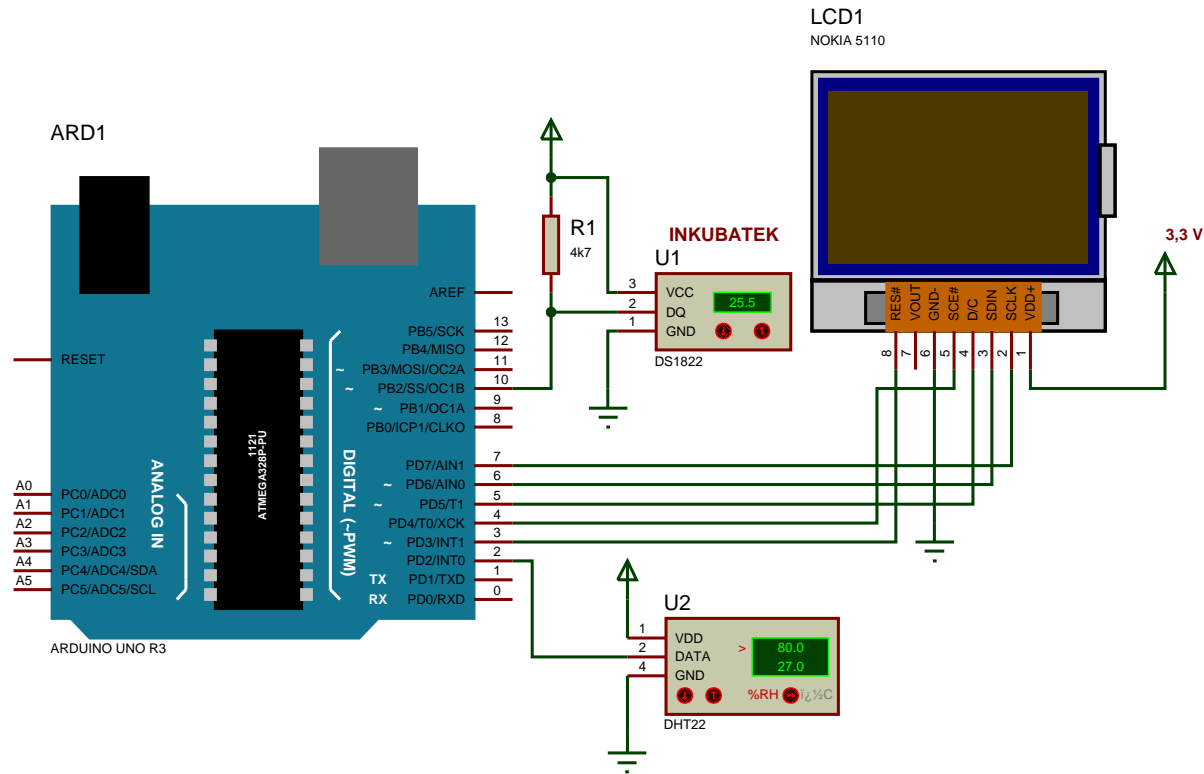 LCD1
NOKIA 5110
ARD1
R1
4k7
INKUBATEK
U1
3 VCC
2 DQ
1 GND
25.5
DS1822
3,3 V
RES#
VOUT
GND-
SCE#
D/C
SDIN
SCLK
VDD+
8
7
6
5
4
3
2
1
RESET
AREF
PB5/SCK 13
PB4/MISO 12
~ PB3/MOSI/OC2A 11
~ PB2/SS/OC1B 10
~ PB1/OC1A 9
PB0/ICP1/CLKO 8
PD7/AIN1 7
~ PD6/AIN0 6
~ PD5/T1 5
PD4/T0/XCK 4
~ PD3/INT1 3
PD2/INT0 2
TX PD1/TXD 1
RX PD0/RXD 0
DIGITAL (~PWM)
1121
ATMEGA328P-PU
ANALOG IN
A0 PC0/ADC0
A1 PC1/ADC1
A2 PC2/ADC2
A3 PC3/ADC3
A4 PC4/ADC4/SDA
A5 PC5/ADC5/SCL
ARDUINO UNO R3
U2
1 VDD
2 DATA
4 GND
> 80.0
27.0
%RH ï¿½C
DHT22